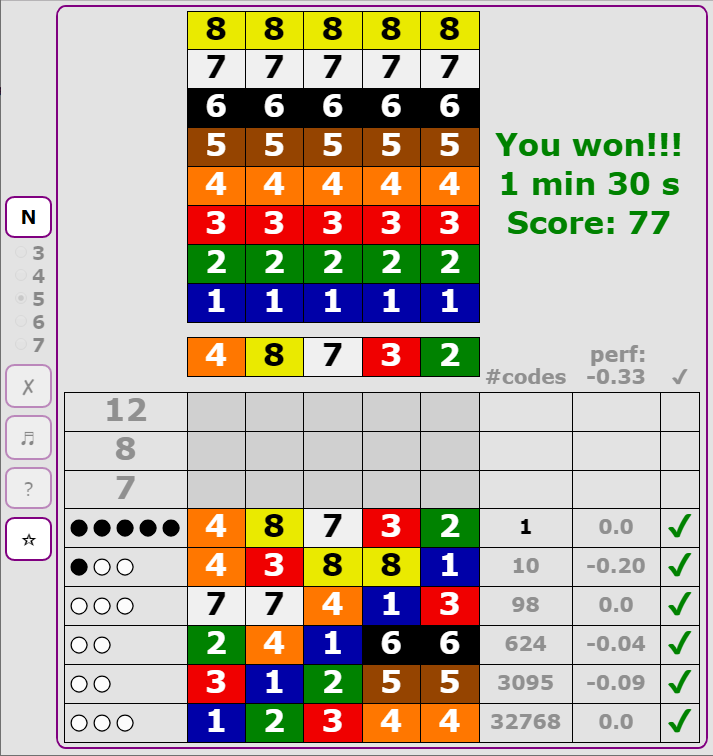 8 8 8 8 8
7 7 7 7 7
6 6 6 6 6
5 5 5 5 5
You won!!!
4 4 4 4 4
1 min 30 s
3 3 3 3 3
Score: 77
2 2 2 2 2
1 1 1 1 1
N
3
4
5
6
7
✗
♬
?
☆
4 8 7 3 2
#codes
perf:
-0.33
✓
12
8
7
4 8 7 3 2 1 0.0 ✓
4 3 8 8 1 10 -0.20 ✓
7 7 4 1 3 98 0.0 ✓
2 4 1 6 6 624 -0.04 ✓
3 1 2 5 5 3095 -0.09 ✓
1 2 3 4 4 32768 0.0 ✓